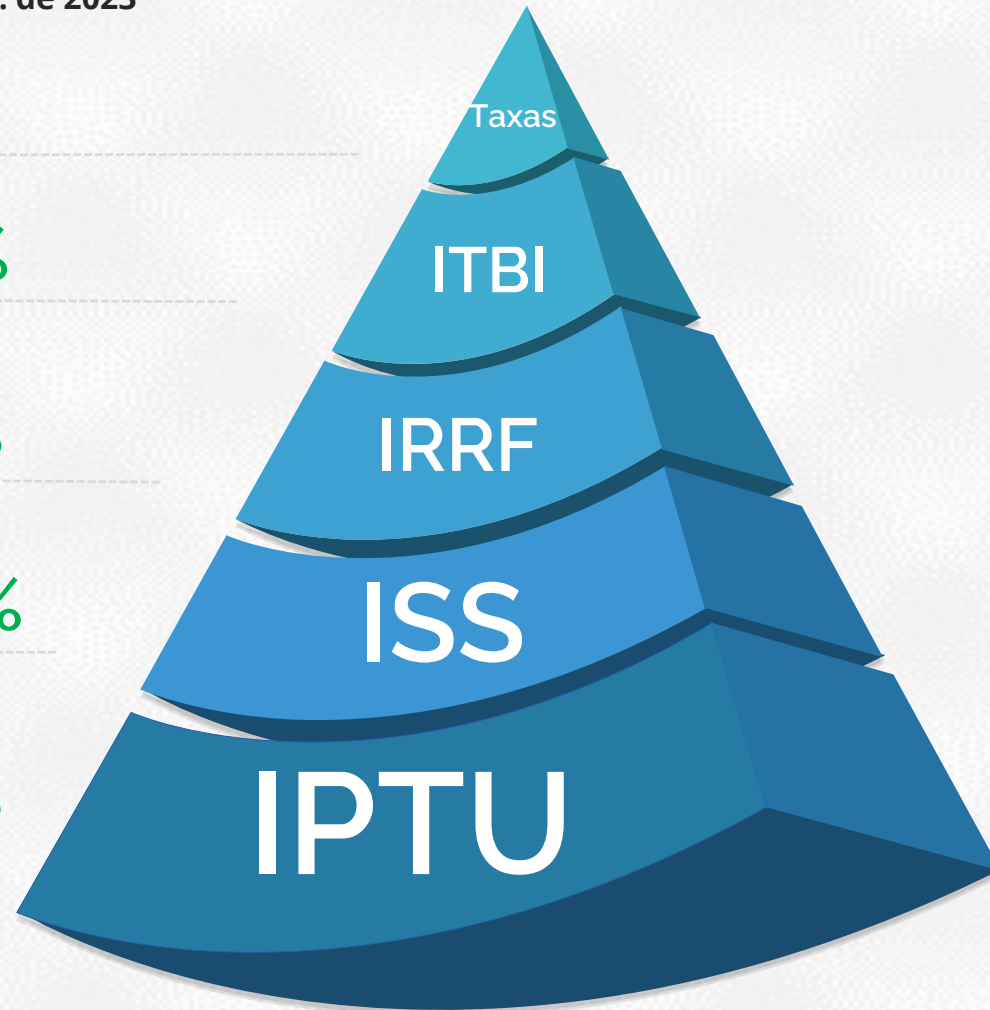 . de 2023
Taxas
%
ITBI
IRRF
%
ISS
IPTU